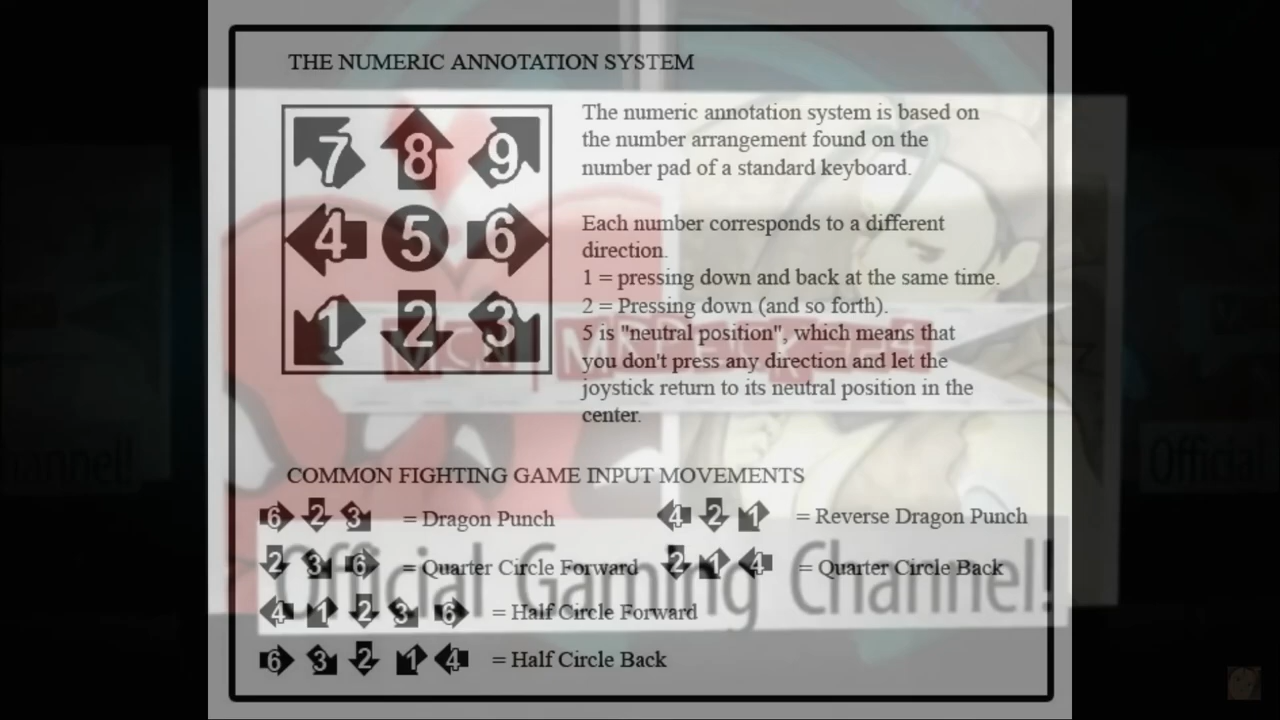 THE NUMERIC ANNOTATION SYSTEM
7 8 9
4 5 6
1 2 3
The numeric annotation system is based on
the number arrangement found on the
number pad of a standard keyboard.
Each number corresponds to a different
direction.
1 = pressing down and back at the same time.
2 = Pressing down (and so forth).
5 is "neutral position", which means that
you don't press any direction and let the
joystick return to its neutral position in the
center.
COMMON FIGHTING GAME INPUT MOVEMENTS
6 2 3 = Dragon Punch
4 2 1 = Reverse Dragon Punch
2 3 6 = Quarter Circle Forward
2 1 4 = Quarter Circle Back
4 1 2 3 6 = Half Circle Forward
6 3 2 1 4 = Half Circle Back
Official Gaming Channel!
hannel!
Official